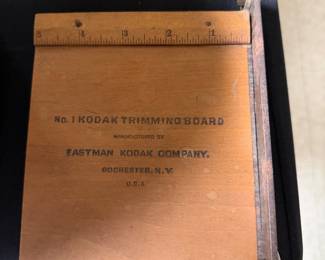 5 4 3 2 1
No. 1 KODAK TRIMMING BOARD
MANUFACTURED BY
EASTMAN KODAK COMPANY.
ROCHESTER, N.Y.
U.S.A.